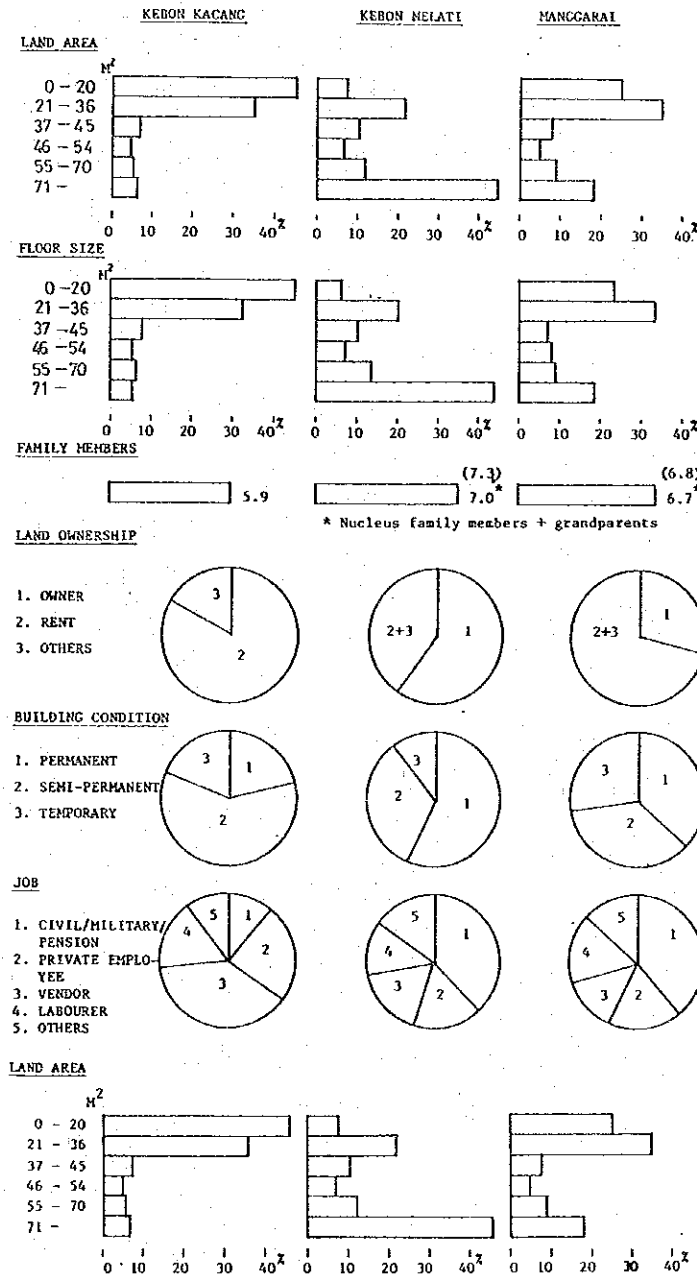 KEBON KACANG KEBON MELATI MANGGARAI
LAND AREA
M2
0 - 20
21 - 36
37 - 45
46 - 54
55 - 70
71 -
0 10 20 30 40% 0 10 20 30 40% 0 10 20 30 40%
FLOOR SIZE
M2
0 - 20
21 - 36
37 - 45
46 - 54
55 - 70
71 -
0 10 20 30 40% 0 10 20 30 40% 0 10 20 30 40%
FAMILY MEMBERS
(7.3) (6.8)
5.9 7.0* 6.7*
* Nucleus family members + grandparents
LAND OWNERSHIP
1. OWNER
2. RENT
3. OTHERS
3 2
2+3 1
2+3 1
BUILDING CONDITION
1. PERMANENT
2. SEMI-PERMANENT
3. TEMPORARY
3 1 2
3 2 1
3 1 2
JOB
1. CIVIL/MILITARY/
PENSION
2. PRIVATE EMPLO-
YEE
3. VENDOR
4. LABOURER
5. OTHERS
5 1 4 2 3
5 1 4 3 2
5 1 4 3 2
LAND AREA
M2
0 - 20
21 - 36
37 - 45
46 - 54
55 - 70
71 -
0 10 20 30 40% 0 10 20 30 40% 0 10 20 30 40%